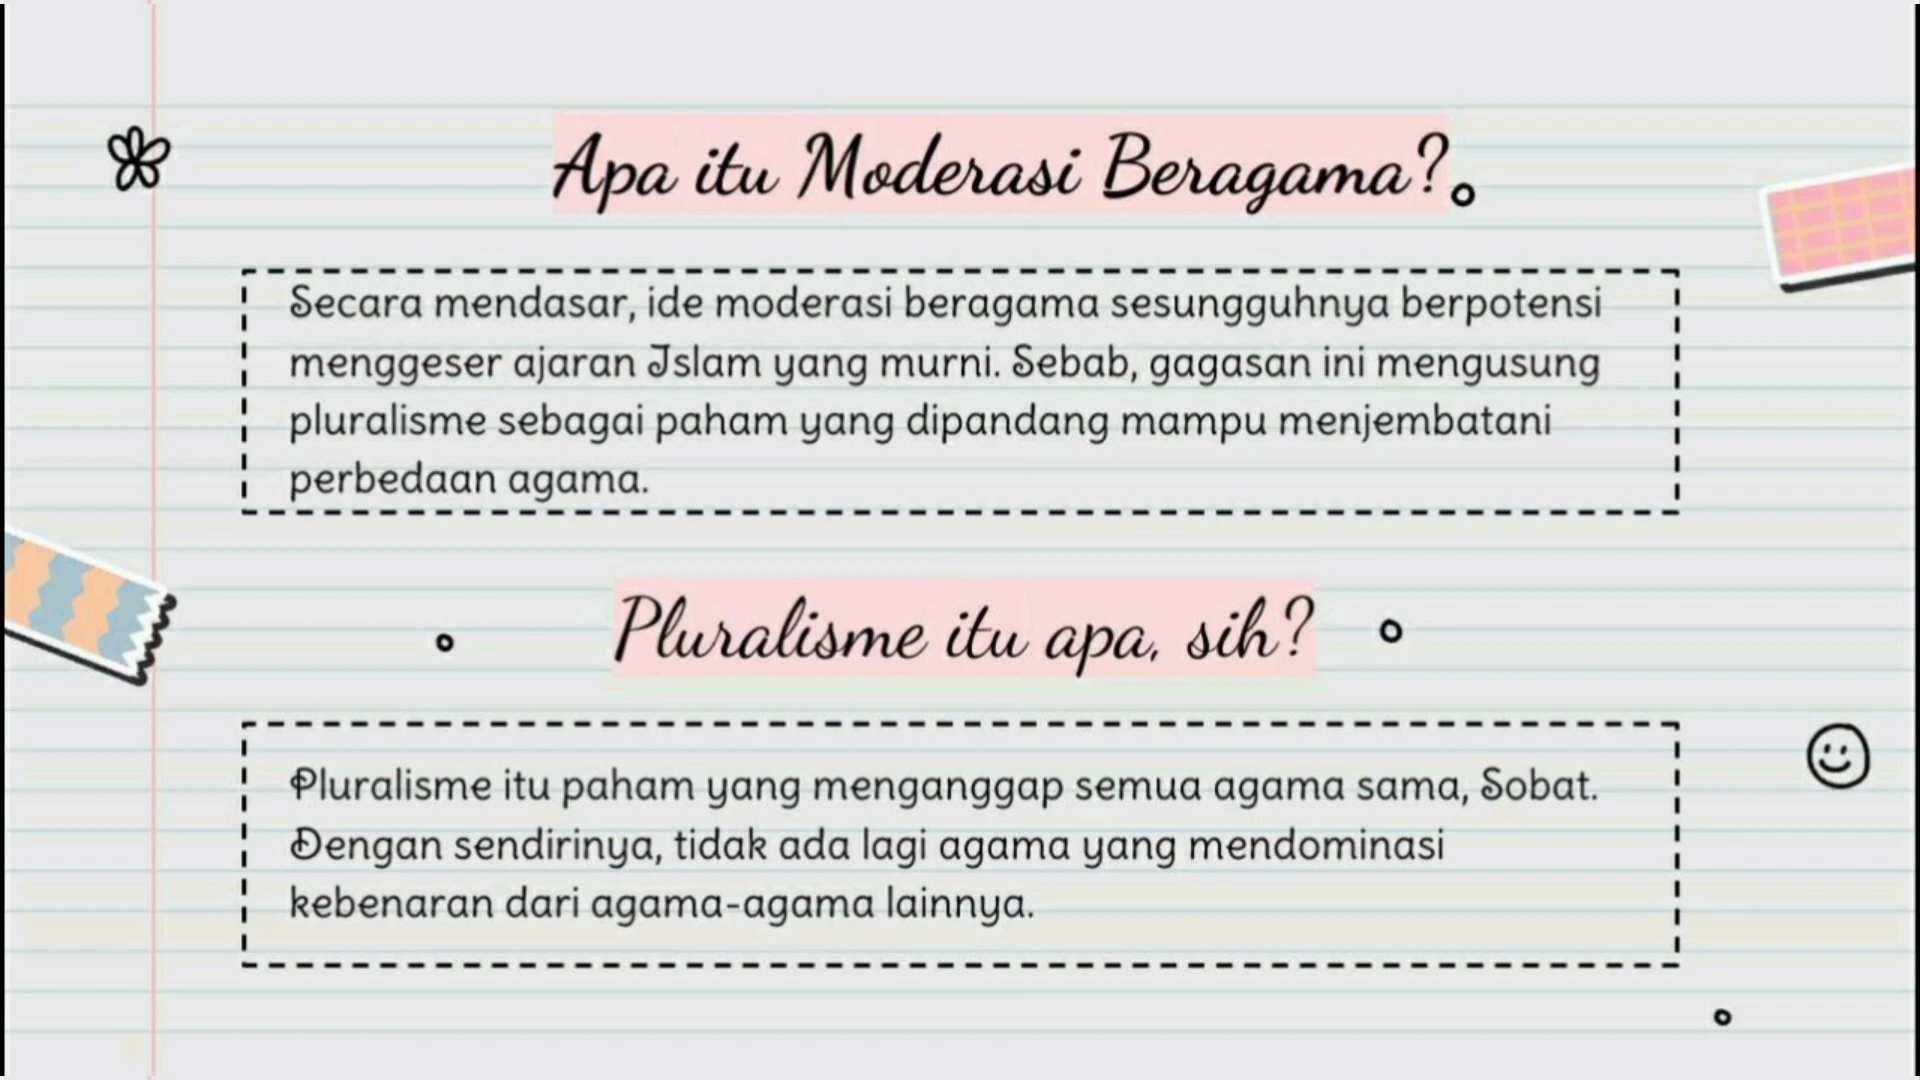 Apa itu Moderasi Beragama?
Secara mendasar, ide moderasi beragama sesungguhnya berpotensi
menggeser ajaran Islam yang murni. Sebab, gagasan ini mengusung
pluralisme sebagai paham yang dipandang mampu menjembatani
perbedaan agama.
Pluralisme itu apa, sih?
Pluralisme itu paham yang menganggap semua agama sama, Sobat.
Dengan sendirinya, tidak ada lagi agama yang mendominasi
kebenaran dari agama-agama lainnya.